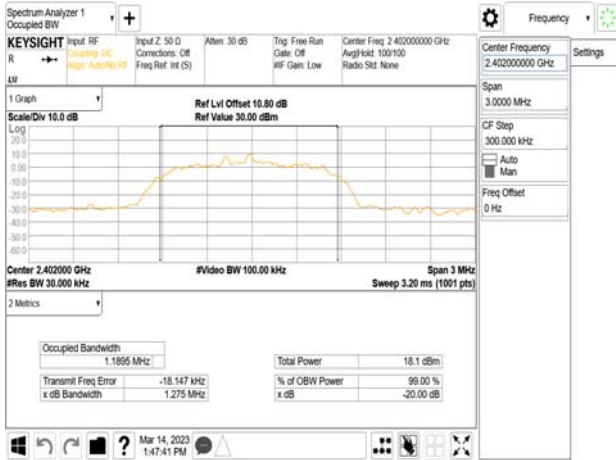 Spectrum Analyzer 1
Occupied BW
KEYSIGHT
R
Input: RF
Coupling: DC
Align: Auto/No RF
Input Z: 50 Ω
Corrections: Off
Freq Ref: Int (S)
Atten: 30 dB
Trig: Free Run
Gate: Off
#IF Gain: Low
Center Freq: 2.402000000 GHz
Avg|Hold: 100/100
Radio Std: None
1 Graph
Scale/Div 10.0 dB
Ref Lvl Offset 10.80 dB
Ref Value 30.00 dBm
Log
20.0
10.0
0.00
-10.0
-20.0
-30.0
-40.0
-50.0
-60.0
Center 2.402000 GHz
#Res BW 30.000 kHz
#Video BW 100.00 kHz
Span 3 MHz
Sweep 3.20 ms (1001 pts)
2 Metrics
Occupied Bandwidth
1.1895 MHz
Total Power 18.1 dBm
Transmit Freq Error -18.147 kHz
% of OBW Power 99.00 %
x dB Bandwidth 1.275 MHz
x dB -20.00 dB
Mar 14, 2023
1:47:41 PM
Frequency
Settings
Center Frequency
2.402000000 GHz
Span
3.0000 MHz
CF Step
300.000 kHz
Auto
Man
Freq Offset
0 Hz